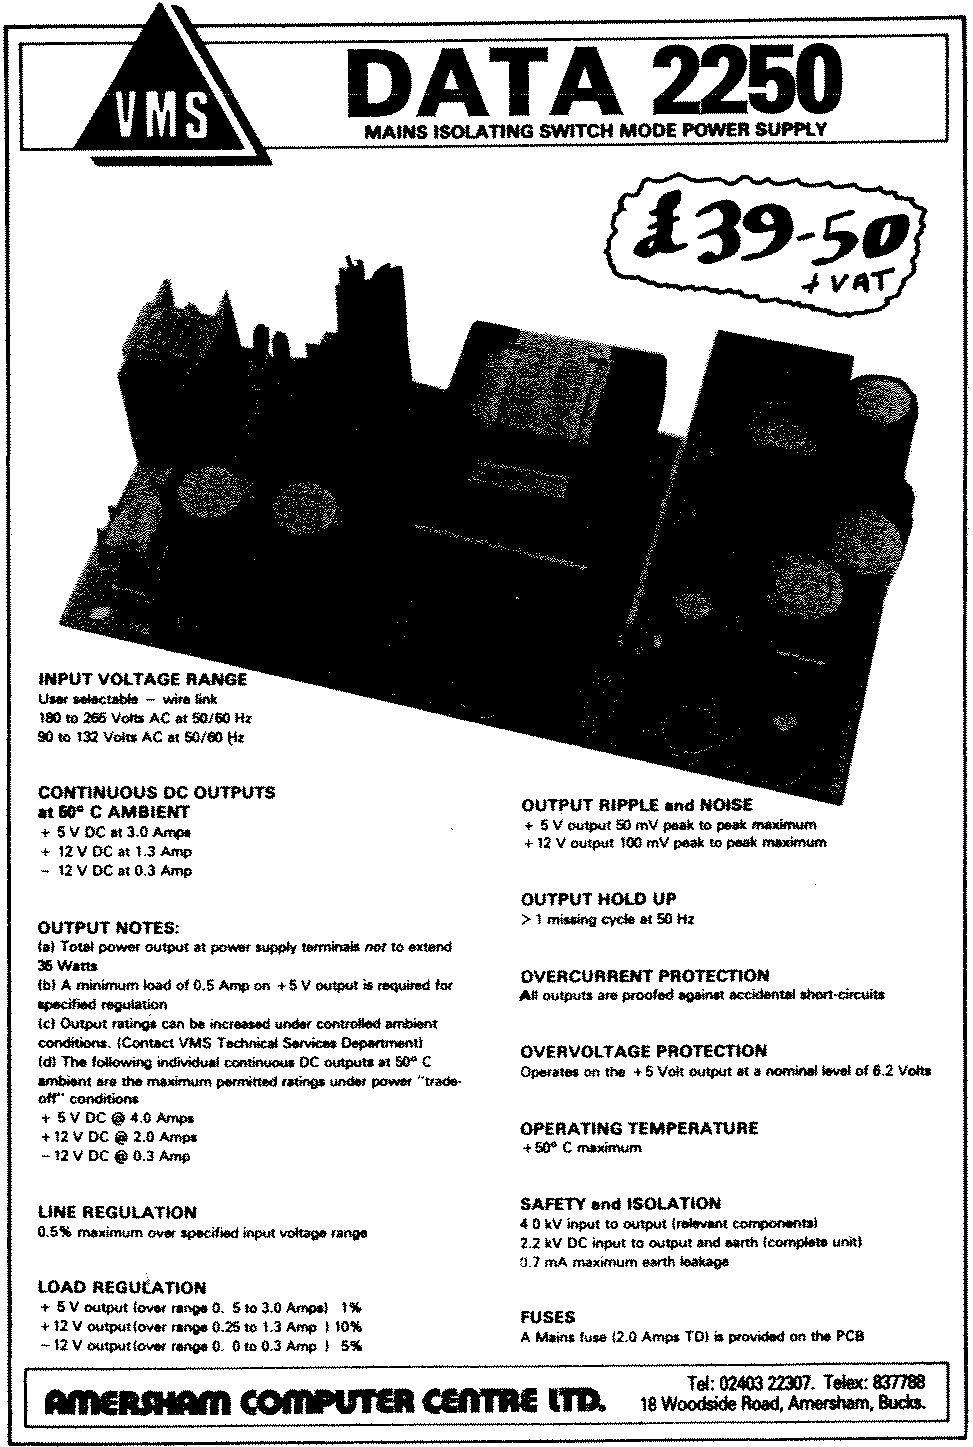 VMS
DATA 2250
MAINS ISOLATING SWITCH MODE POWER SUPPLY
£39-50
+ VAT
INPUT VOLTAGE RANGE
User selectable – wire link
180 to 265 Volts AC at 50/60 Hz
90 to 132 Volts AC at 50/60 Hz
CONTINUOUS DC OUTPUTS
at 50° C AMBIENT
+ 5 V DC at 3.0 Amps
+ 12 V DC at 1.3 Amp
– 12 V DC at 0.3 Amp
OUTPUT NOTES:
(a) Total power output at power supply terminals not to extend
35 Watts
(b) A minimum load of 0.5 Amp on +5 V output is required for
specified regulation
(c) Output ratings can be increased under controlled ambient
conditions. (Contact VMS Technical Services Department)
(d) The following individual continuous DC outputs at 50° C
ambient are the maximum permitted ratings under power "trade-
off" conditions
+ 5 V DC @ 4.0 Amps
+ 12 V DC @ 2.0 Amps
– 12 V DC @ 0.3 Amp
LINE REGULATION
0.5% maximum over specified input voltage range
LOAD REGULATION
+ 5 V output (over range 0. 5 to 3.0 Amps) 1%
+ 12 V output (over range 0.25 to 1.3 Amp ) 10%
– 12 V output (over range 0. 0 to 0.3 Amp ) 5%
OUTPUT RIPPLE and NOISE
+ 5 V output 50 mV peak to peak maximum
+ 12 V output 100 mV peak to peak maximum
OUTPUT HOLD UP
> 1 missing cycle at 50 Hz
OVERCURRENT PROTECTION
All outputs are proofed against accidental short-circuits
OVERVOLTAGE PROTECTION
Operates on the +5 Volt output at a nominal level of 6.2 Volts
OPERATING TEMPERATURE
+50° C maximum
SAFETY and ISOLATION
4.0 kV input to output (relevant components)
2.2 kV DC input to output and earth (complete unit)
0.7 mA maximum earth leakage
FUSES
A Mains fuse (2.0 Amps TD) is provided on the PCB
AMERSHAM COMPUTER CENTRE LTD.
Tel: 02403 22307. Telex: 837788
18 Woodside Road, Amersham, Bucks.